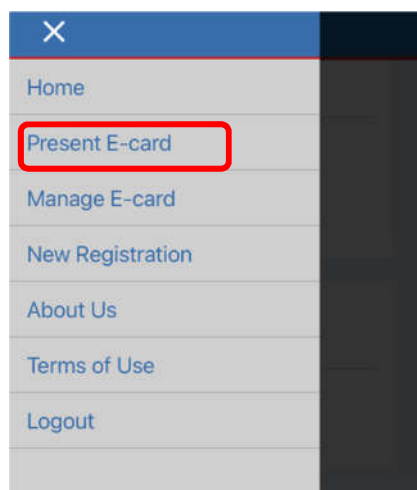 Home
Present E-card
Manage E-card
New Registration
About Us
Terms of Use
Logout